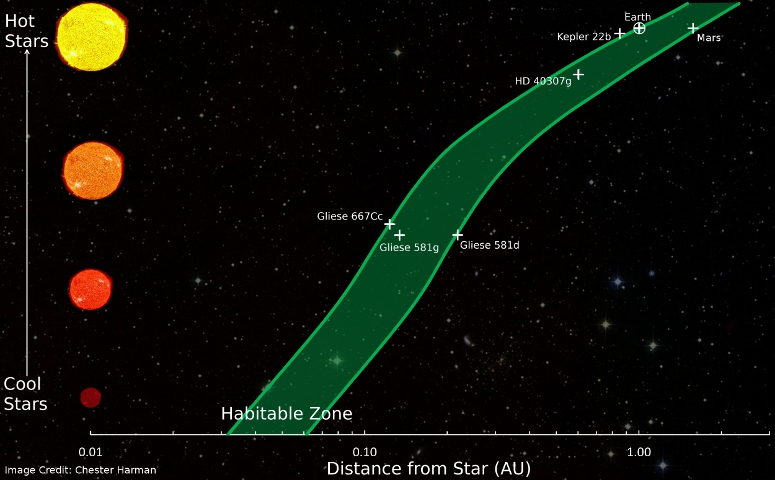 Hot
Stars
Earth
Kepler 22b
Mars
HD 40307g
Gliese 667Cc
Gliese 581g
Gliese 581d
Cool
Stars
Habitable Zone
0.01
0.10
1.00
Image Credit: Chester Harman
Distance from Star (AU)